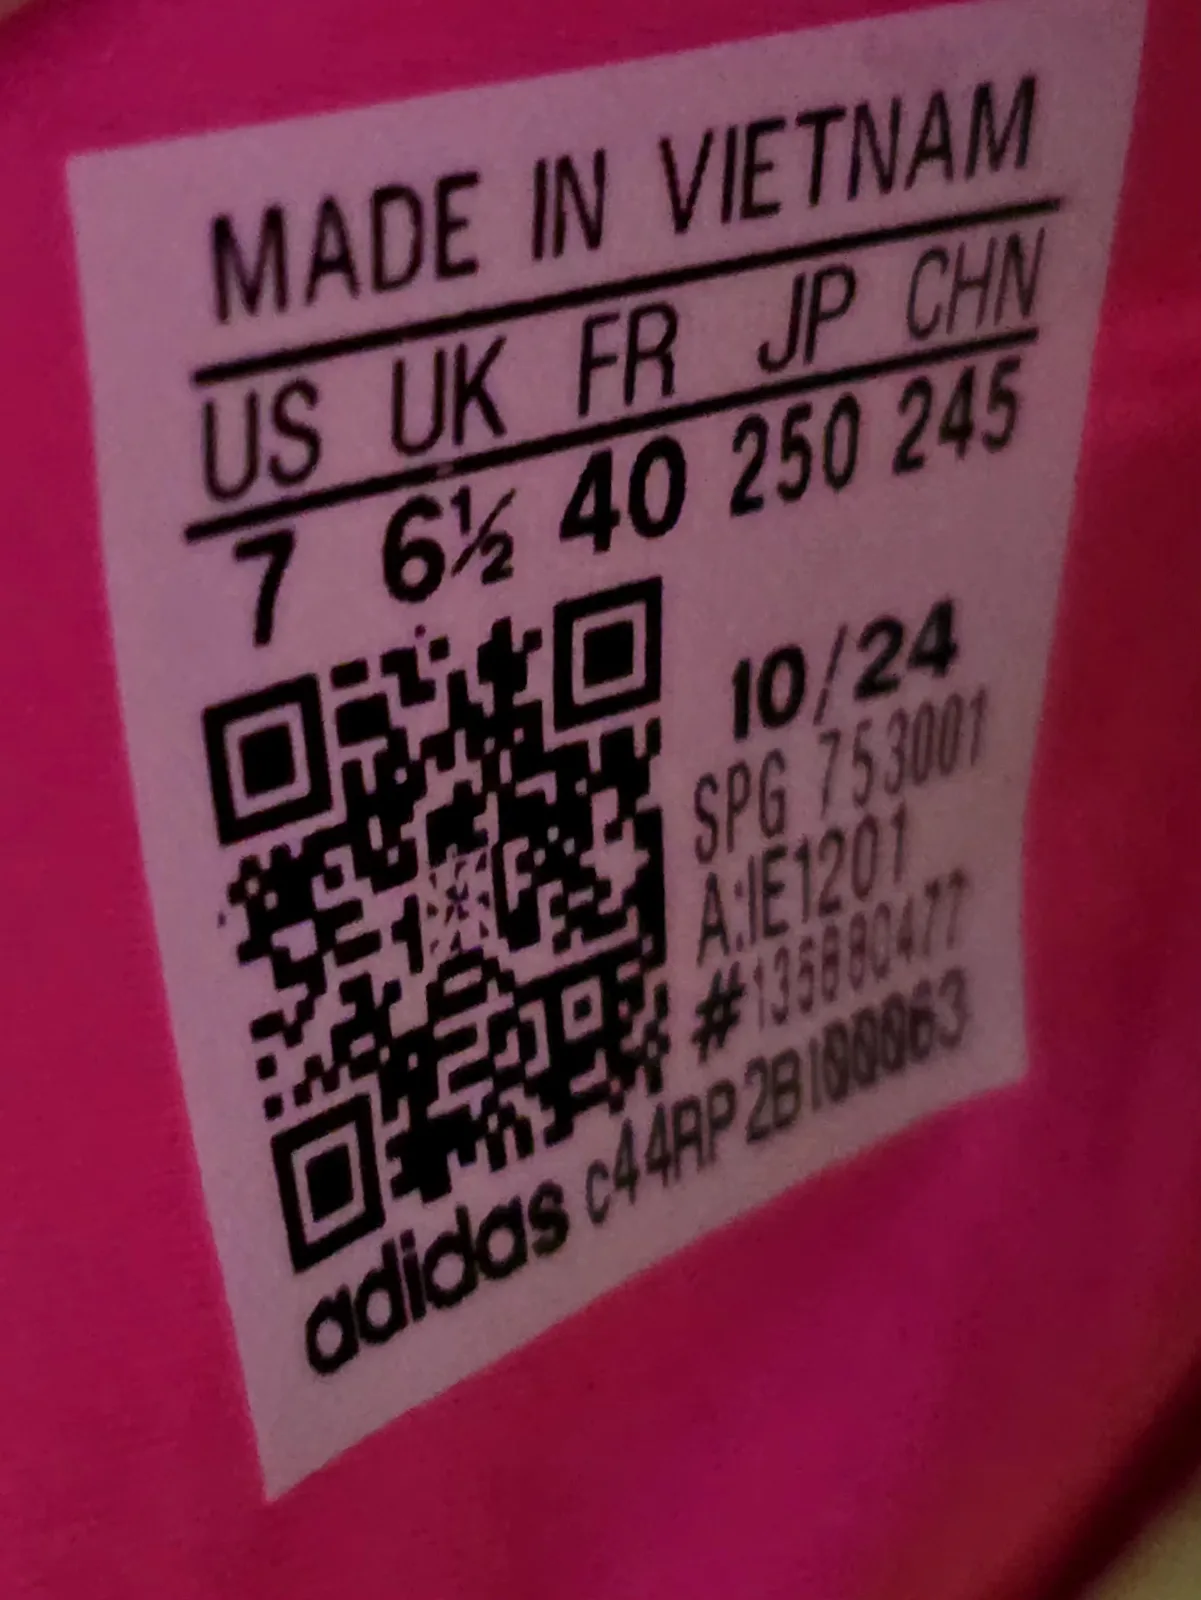 MADE IN VIETNAM
US UK FR JP CHN
7 6½ 40 250 245
10/24
SPG 753001
A:IE1201
#135880477
adidas c44RP2B100063